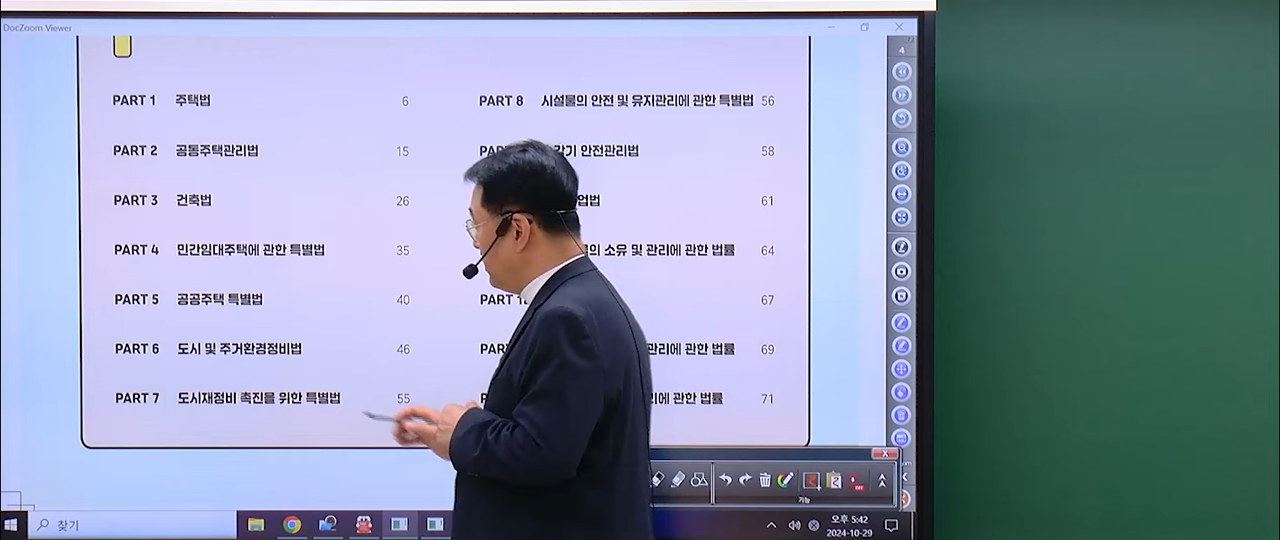 DocZoom Viewer
4
PART 1 주택법 6
PART 2 공동주택관리법 15
PART 3 건축법 26
PART 4 민간임대주택에 관한 특별법 35
PART 5 공공주택 특별법 40
PART 6 도시 및 주거환경정비법 46
PART 7 도시재정비 촉진을 위한 특별법 55
PART 8 시설물의 안전 및 유지관리에 관한 특별법 56
안전관리법 58
61
소유 및 관리에 관한 법률 64
PART 67
관리에 관한 법률 69
관한 법률 71
기능
찾기
오후 5:42
2024-10-29